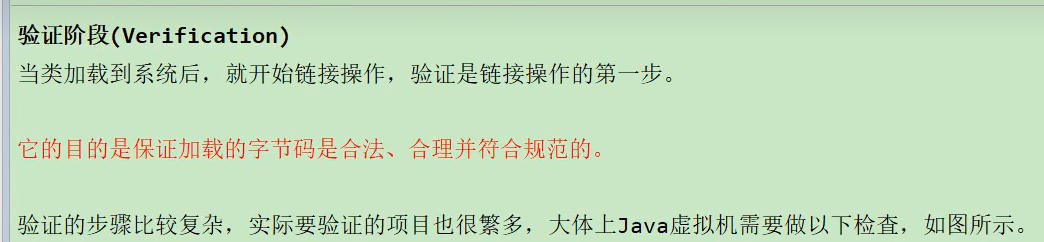 验证阶段(Verification)
当类加载到系统后，就开始链接操作，验证是链接操作的第一步。
它的目的是保证加载的字节码是合法、合理并符合规范的。
验证的步骤比较复杂，实际要验证的项目也很繁多，大体上Java虚拟机需要做以下检查，如图所示。